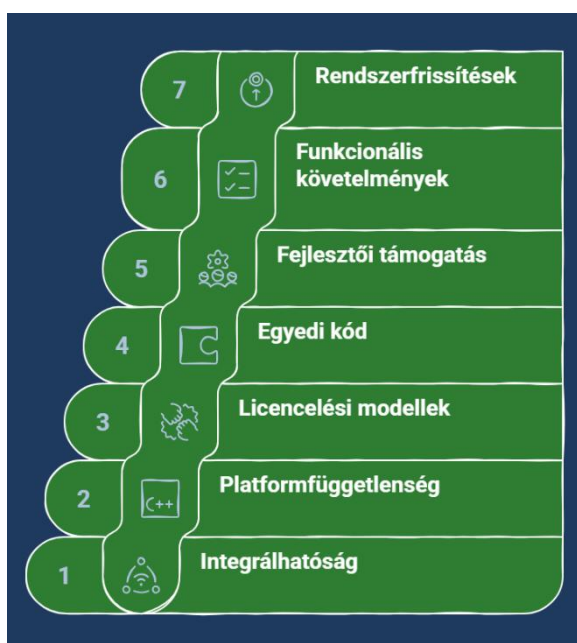 7
Rendszerfrissítések
6
Funkcionális
követelmények
5
Fejlesztői támogatás
4
Egyedi kód
3
Licencelési modellek
2
C++
Platformfüggetlenség
1
Integrálhatóság